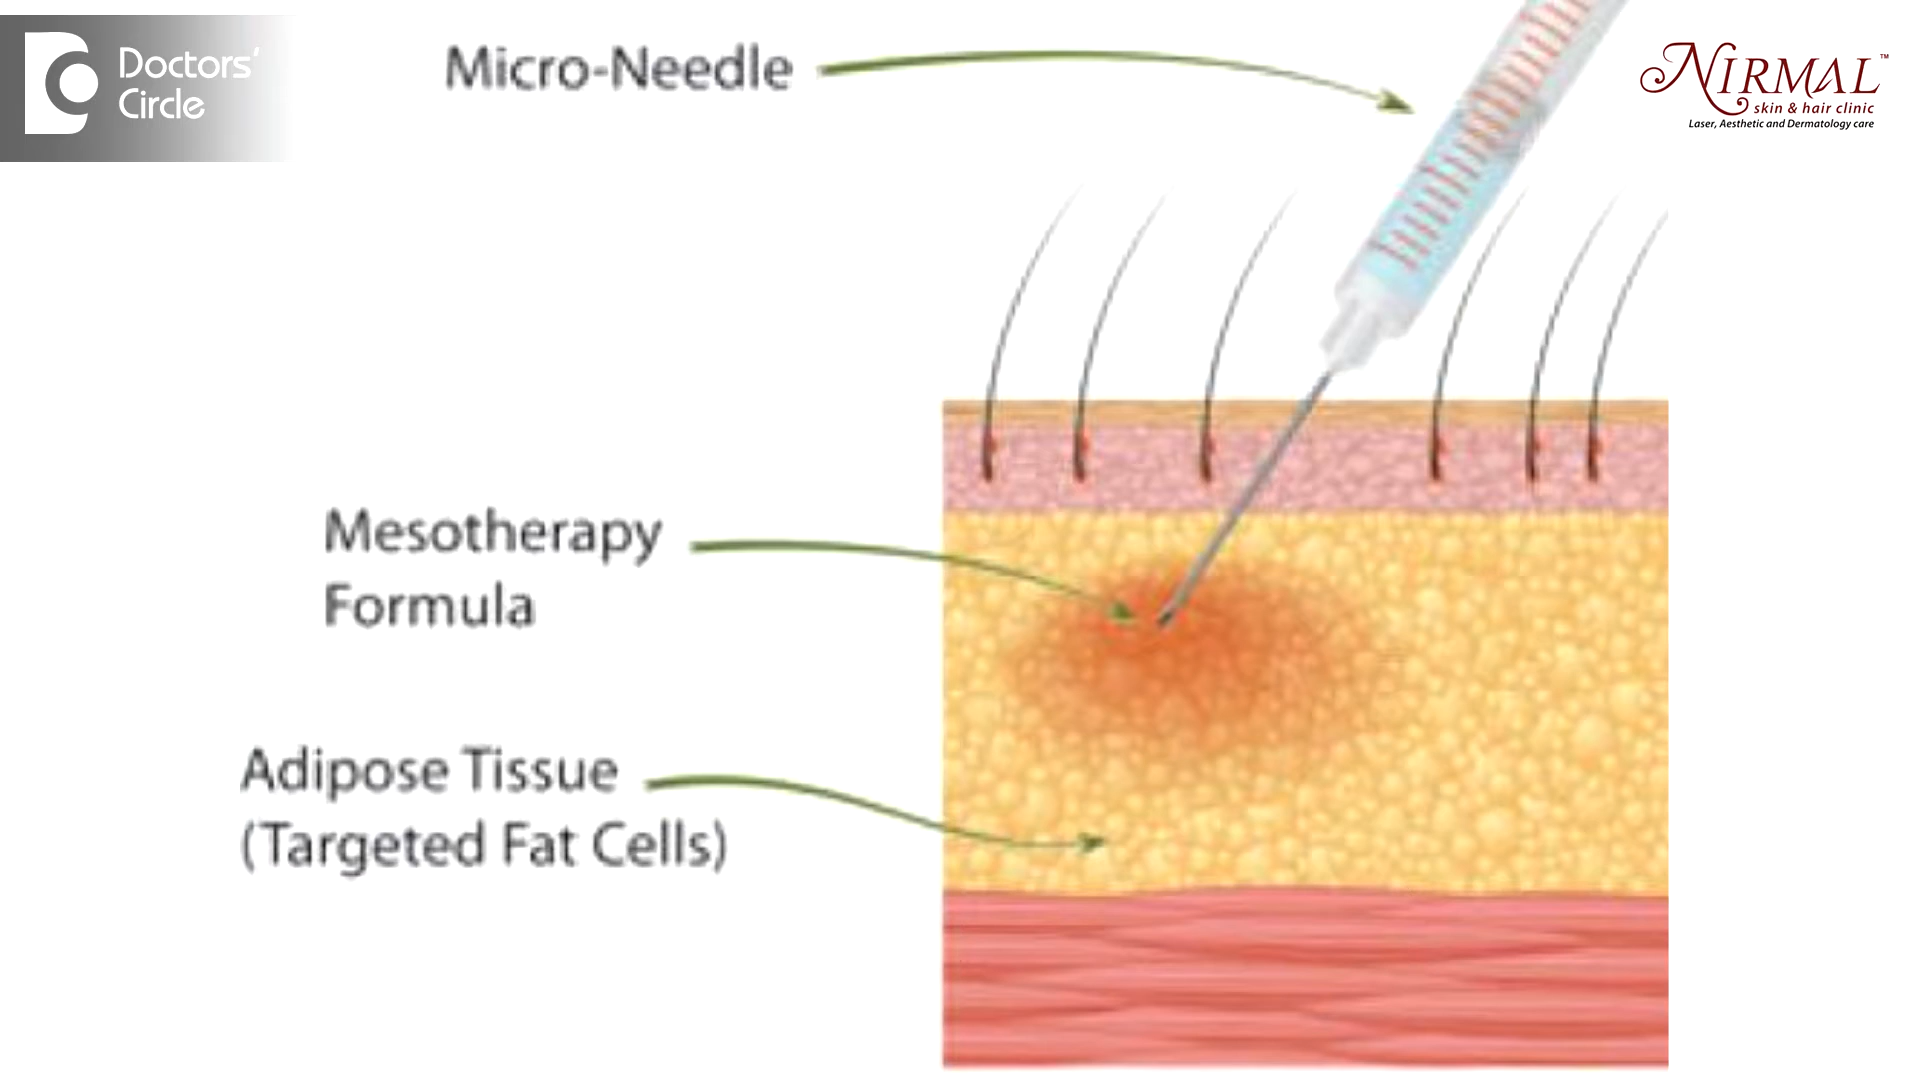 Doctors'
Circle
Micro-Needle
NIRMAL™
skin & hair clinic
Laser, Aesthetic and Dermatology care
Mesotherapy
Formula
Adipose Tissue
(Targeted Fat Cells)